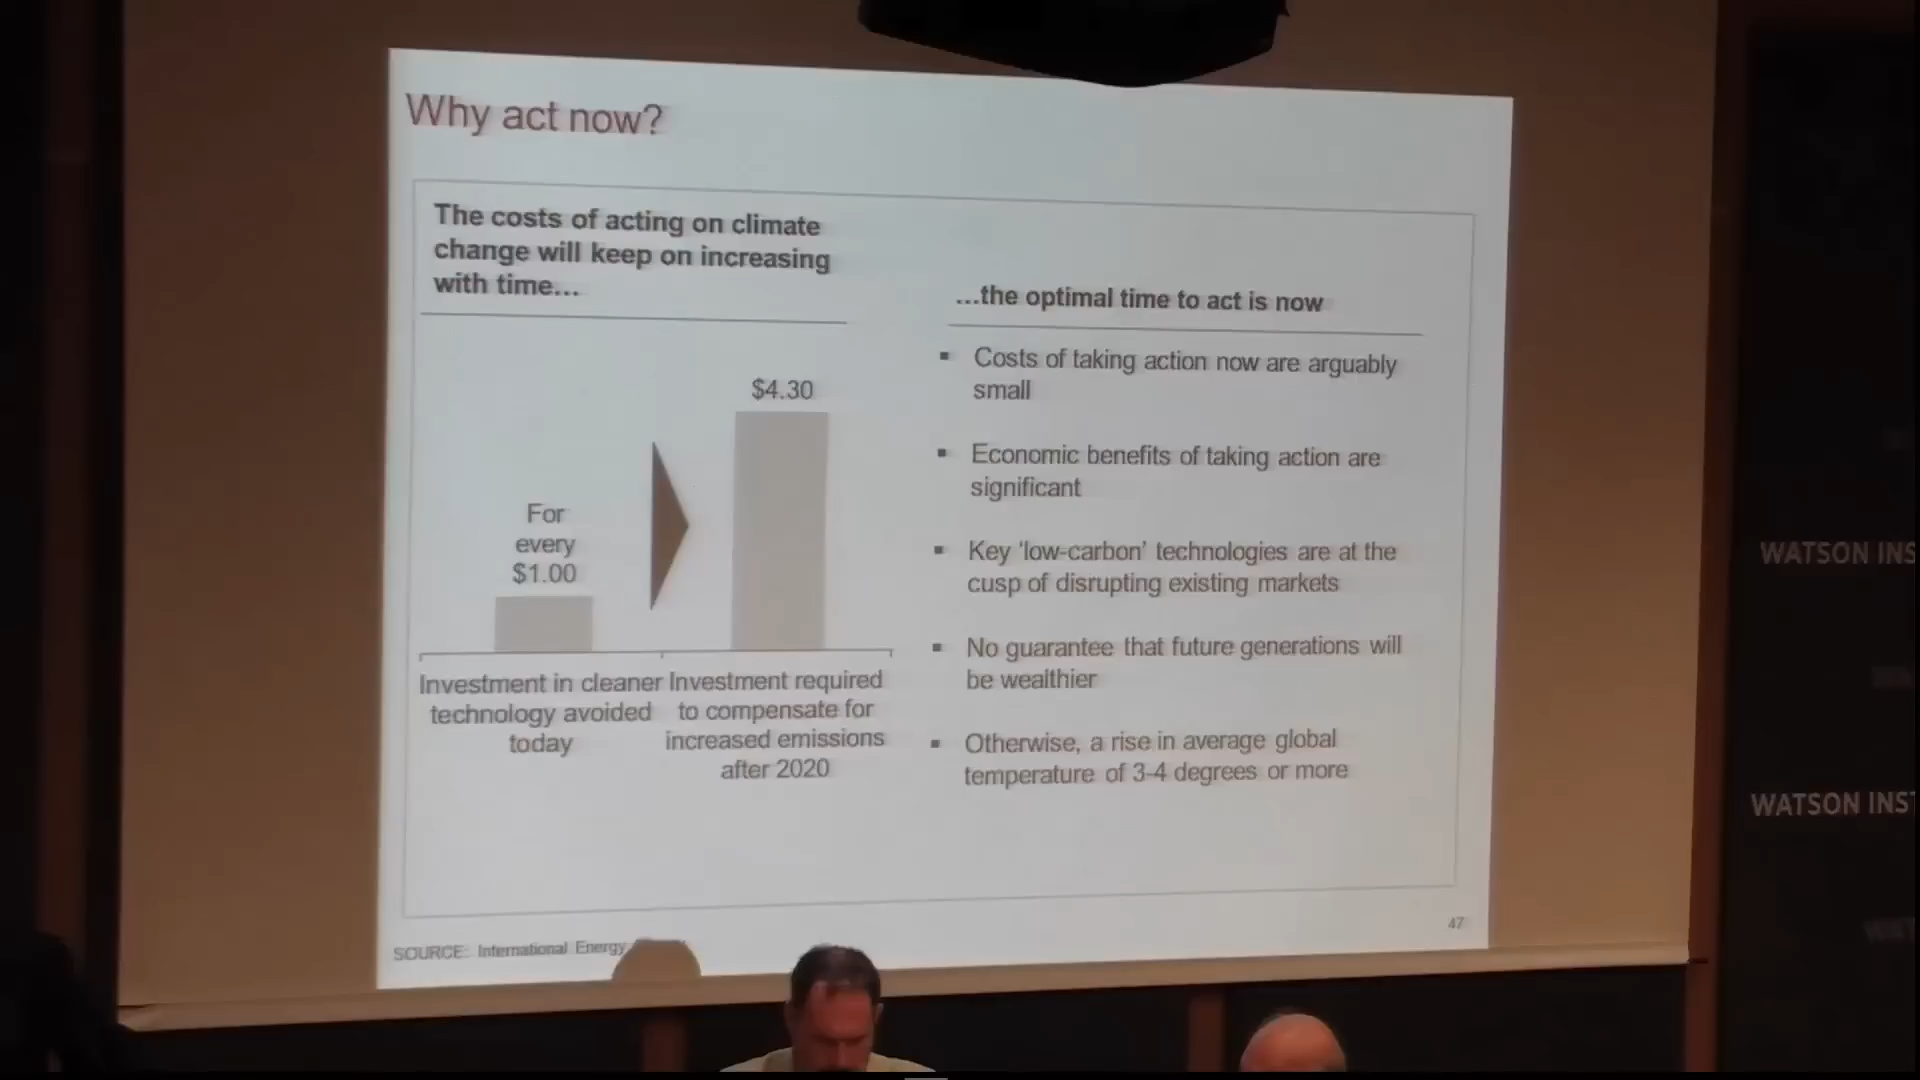 Why act now?
The costs of acting on climate
change will keep on increasing
with time...
$4.30
For
every
$1.00
Investment in cleaner
technology avoided
today
Investment required
to compensate for
increased emissions
after 2020
...the optimal time to act is now
▪ Costs of taking action now are arguably
small
▪ Economic benefits of taking action are
significant
▪ Key ‘low-carbon’ technologies are at the
cusp of disrupting existing markets
▪ No guarantee that future generations will
be wealthier
▪ Otherwise, a rise in average global
temperature of 3-4 degrees or more
47
SOURCE: International Energy
WATSON INS
WATSON INST